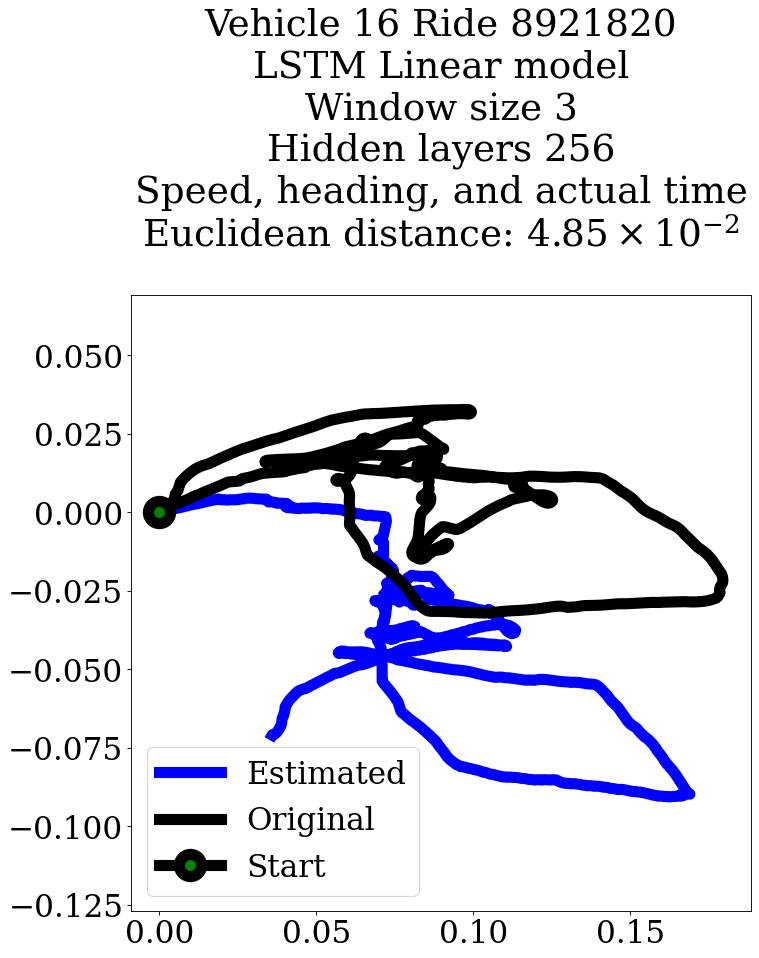 Vehicle 16 Ride 8921820
LSTM Linear model
Window size 3
Hidden layers 256
Speed, heading, and actual time
Euclidean distance: 4.85 × 10⁻²
0.050
0.025
0.000
−0.025
−0.050
−0.075
−0.100
−0.125
Estimated
Original
Start
0.00 0.05 0.10 0.15